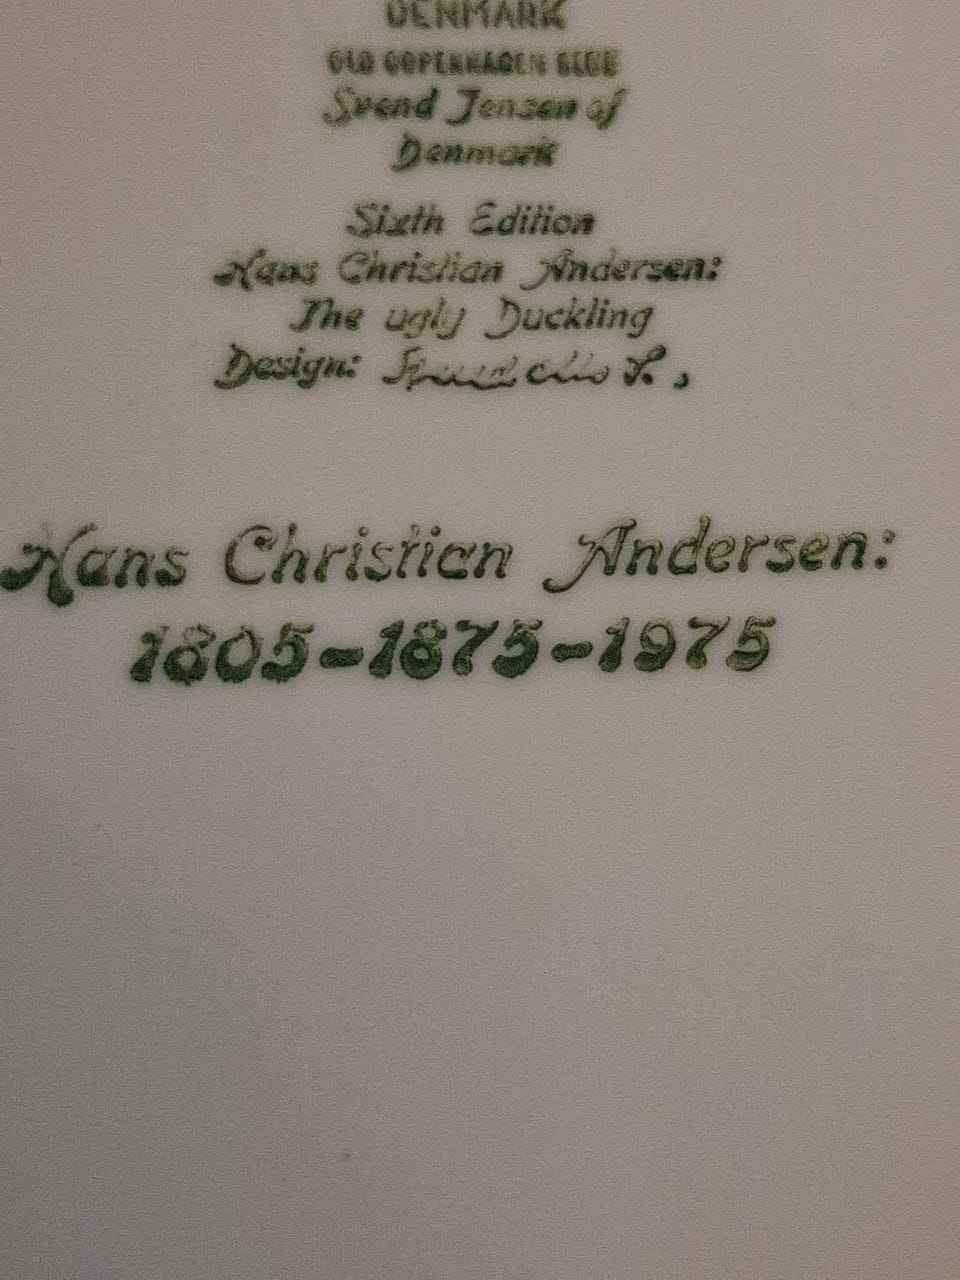 DENMARK
OLD COPENHAGEN BLUE
Svend Jensen of
Denmark
Sixth Edition
Hans Christian Andersen:
The ugly Duckling
Design:
Hans Christian Andersen:
1805-1875-1975